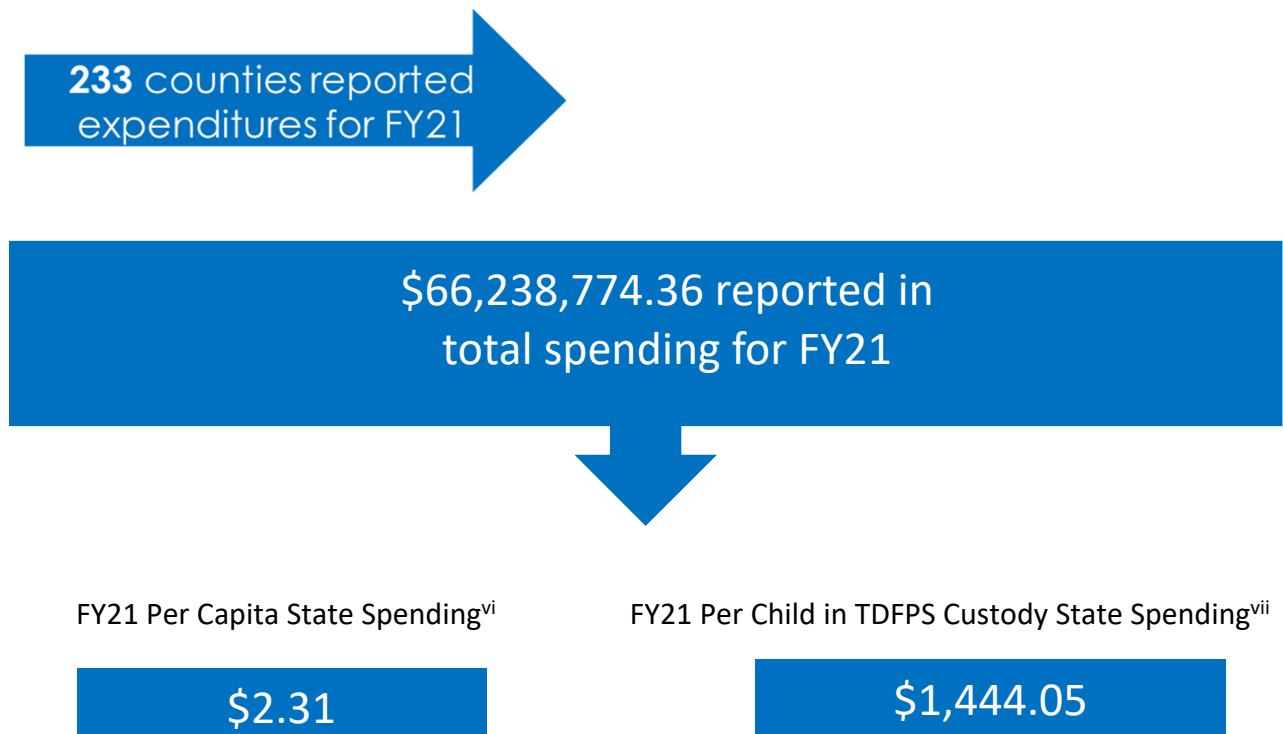 233 counties reported
expenditures for FY21
$66,238,774.36 reported in
total spending for FY21
FY21 Per Capita State Spendingvi
FY21 Per Child in TDFPS Custody State Spendingvii
$2.31
$1,444.05